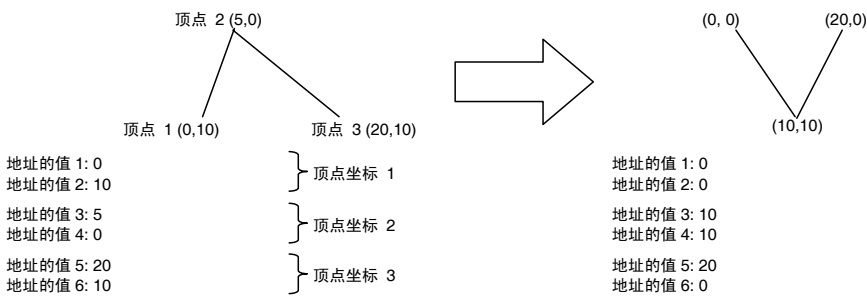 顶点 2 (5,0)
(0, 0)
(20,0)
顶点 1 (0,10)
顶点 3 (20,10)
(10,10)
地址的值 1: 0
地址的值 2: 10
顶点坐标 1
地址的值 1: 0
地址的值 2: 0
地址的值 3: 5
地址的值 4: 0
顶点坐标 2
地址的值 3: 10
地址的值 4: 10
地址的值 5: 20
地址的值 6: 10
顶点坐标 3
地址的值 5: 20
地址的值 6: 0